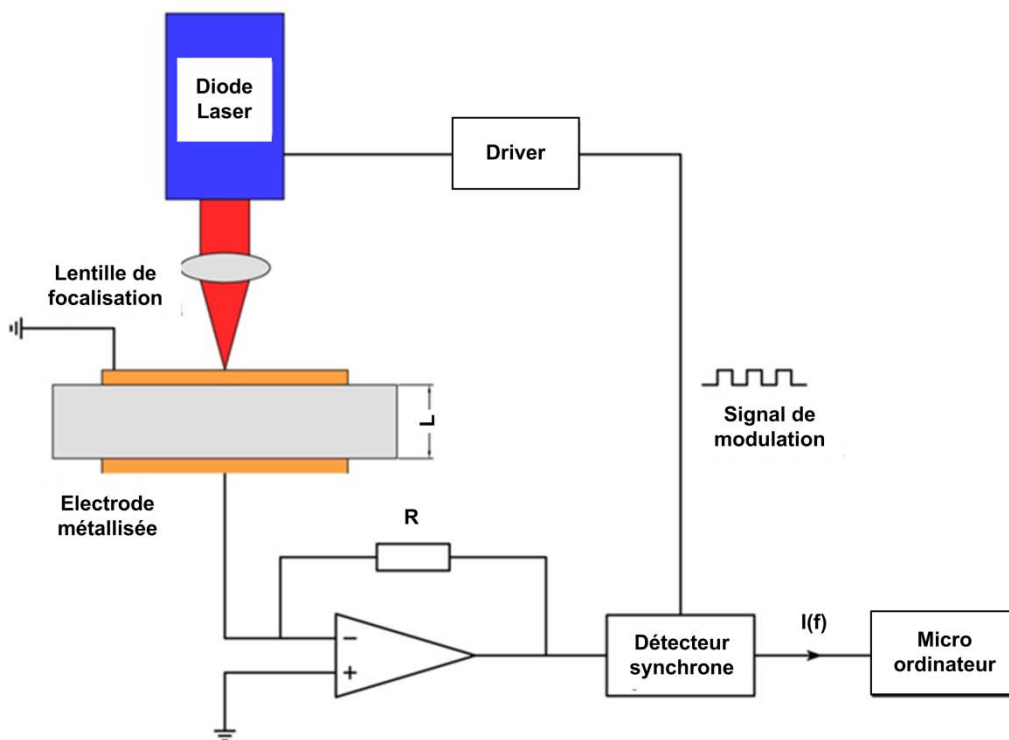 Diode
Laser
Driver
Lentille de
focalisation
L
Signal de
modulation
Electrode
métallisée
R
−
+
Détecteur
synchrone
I(f)
Micro
ordinateur